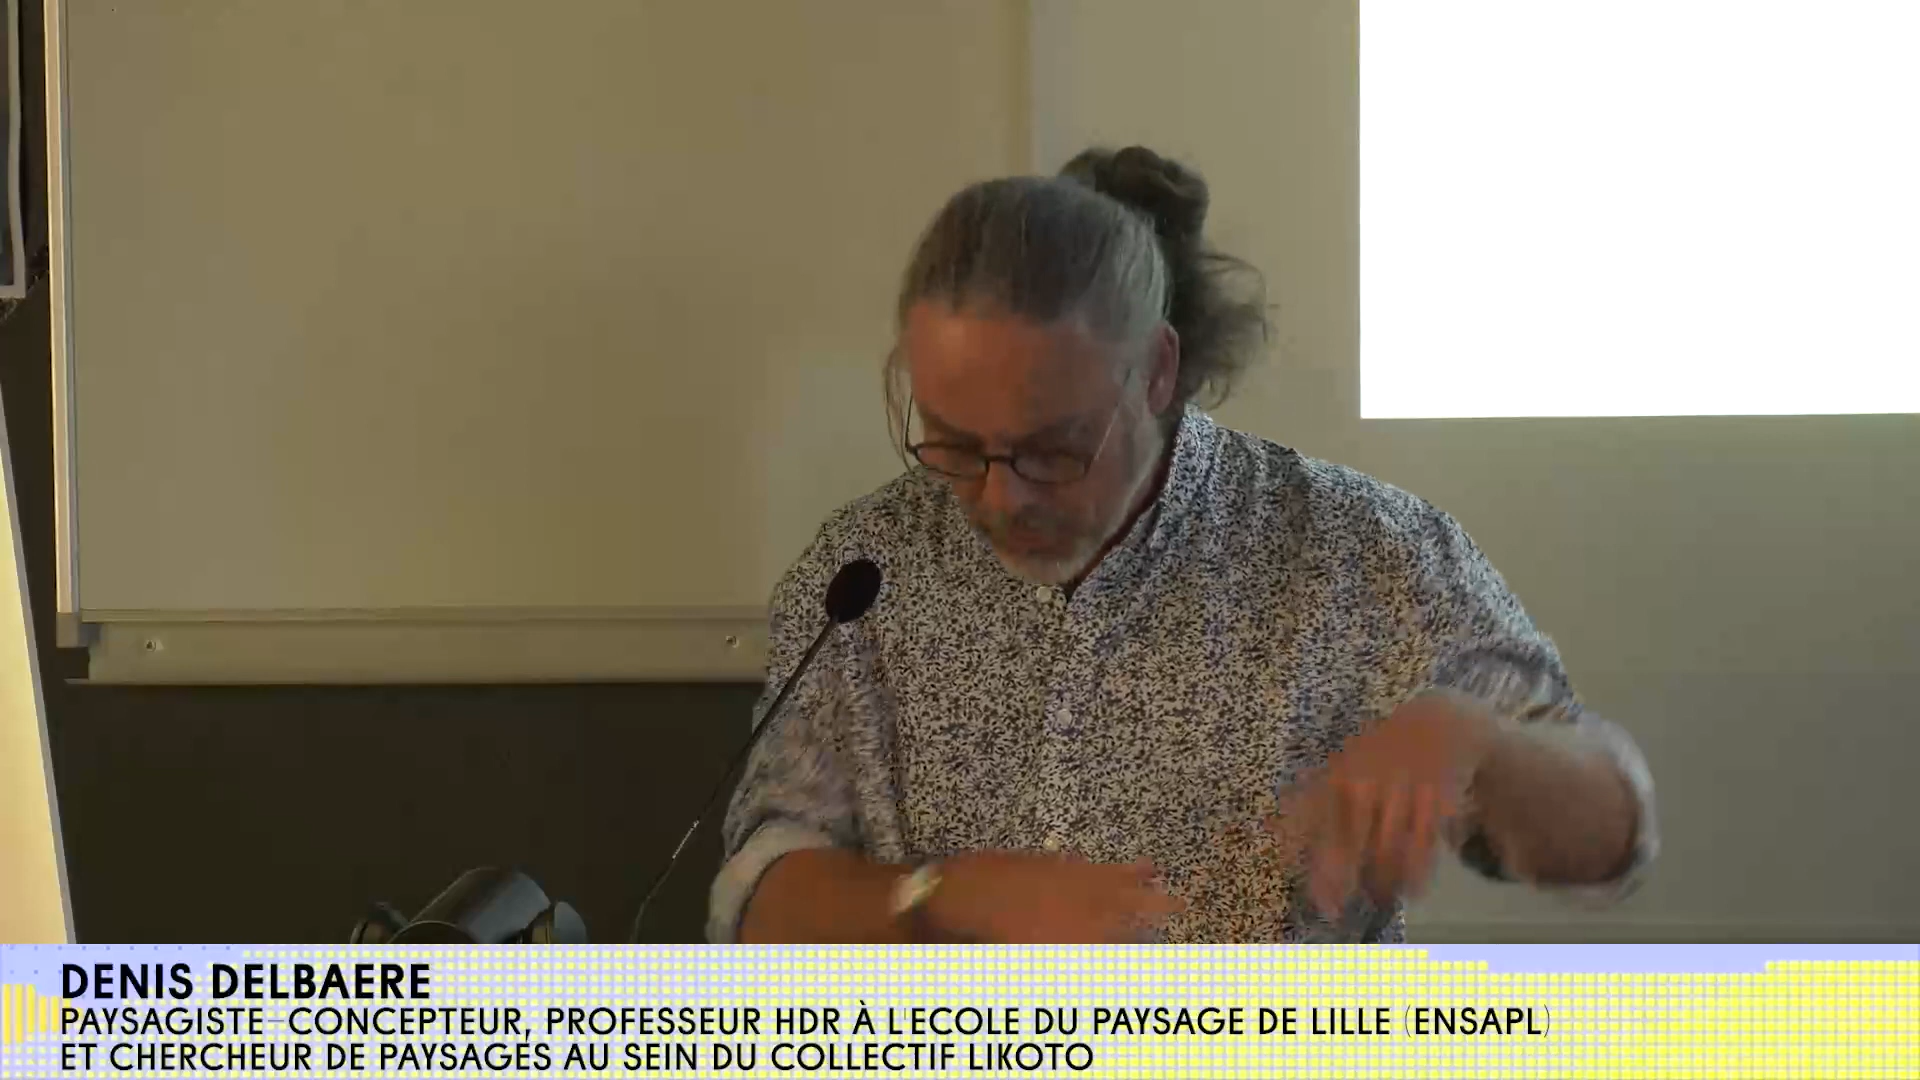 DENIS DELBAERE
PAYSAGISTE-CONCEPTEUR, PROFESSEUR HDR À L'ECOLE DU PAYSAGE DE LILLE (ENSAPL)
ET CHERCHEUR DE PAYSAGES AU SEIN DU COLLECTIF LIKOTO